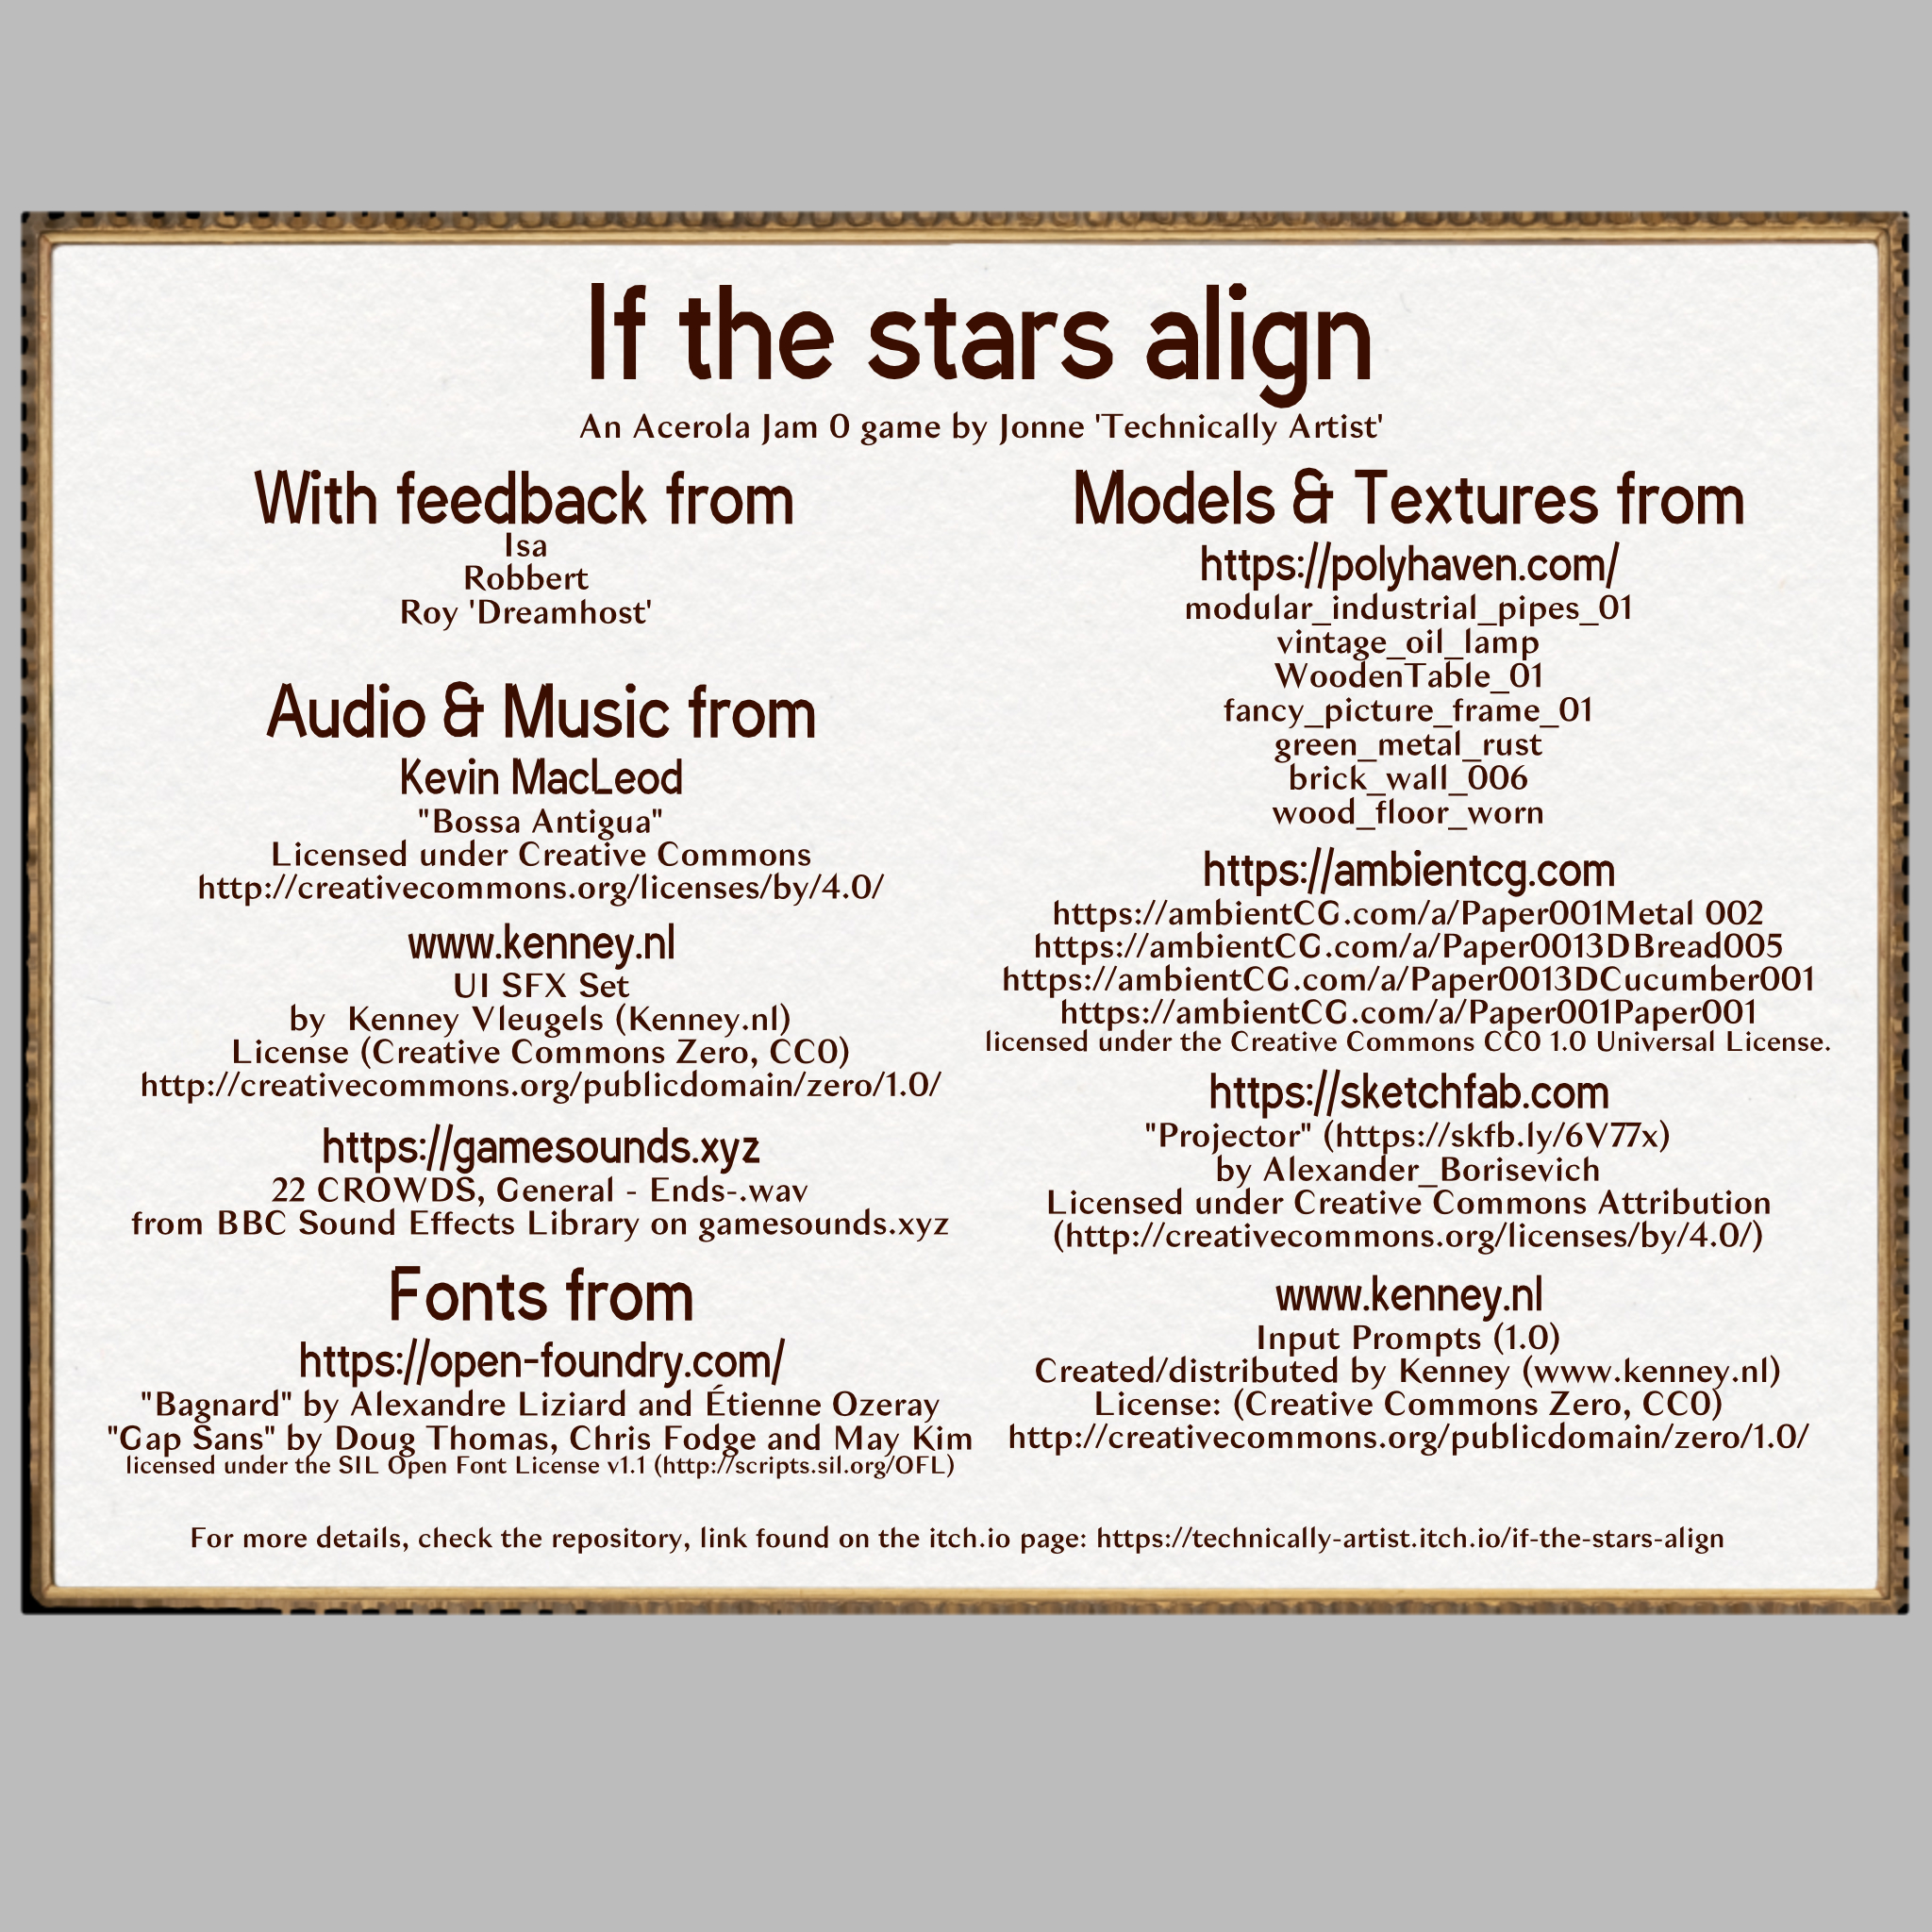 If the stars align
An Acerola Jam 0 game by Jonne 'Technically Artist'
With feedback from
Isa
Robbert
Roy 'Dreamhost'
Audio & Music from
Kevin MacLeod
"Bossa Antigua"
Licensed under Creative Commons
http://creativecommons.org/licenses/by/4.0/
www.kenney.nl
UI SFX Set
by  Kenney Vleugels (Kenney.nl)
License (Creative Commons Zero, CC0)
http://creativecommons.org/publicdomain/zero/1.0/
https://gamesounds.xyz
22 CROWDS, General - Ends-.wav
from BBC Sound Effects Library on gamesounds.xyz
Fonts from
https://open-foundry.com/
"Bagnard" by Alexandre Liziard and Étienne Ozeray
"Gap Sans" by Doug Thomas, Chris Fodge and May Kim
licensed under the SIL Open Font License v1.1 (http://scripts.sil.org/OFL)
Models & Textures from
https://polyhaven.com/
modular_industrial_pipes_01
vintage_oil_lamp
WoodenTable_01
fancy_picture_frame_01
green_metal_rust
brick_wall_006
wood_floor_worn
https://ambientcg.com
https://ambientCG.com/a/Paper001Metal 002
https://ambientCG.com/a/Paper0013DBread005
https://ambientCG.com/a/Paper0013DCucumber001
https://ambientCG.com/a/Paper001Paper001
licensed under the Creative Commons CC0 1.0 Universal License.
https://sketchfab.com
"Projector" (https://skfb.ly/6V77x)
by Alexander_Borisevich
Licensed under Creative Commons Attribution
(http://creativecommons.org/licenses/by/4.0/)
www.kenney.nl
Input Prompts (1.0)
Created/distributed by Kenney (www.kenney.nl)
License: (Creative Commons Zero, CC0)
http://creativecommons.org/publicdomain/zero/1.0/
For more details, check the repository, link found on the itch.io page: https://technically-artist.itch.io/if-the-stars-align